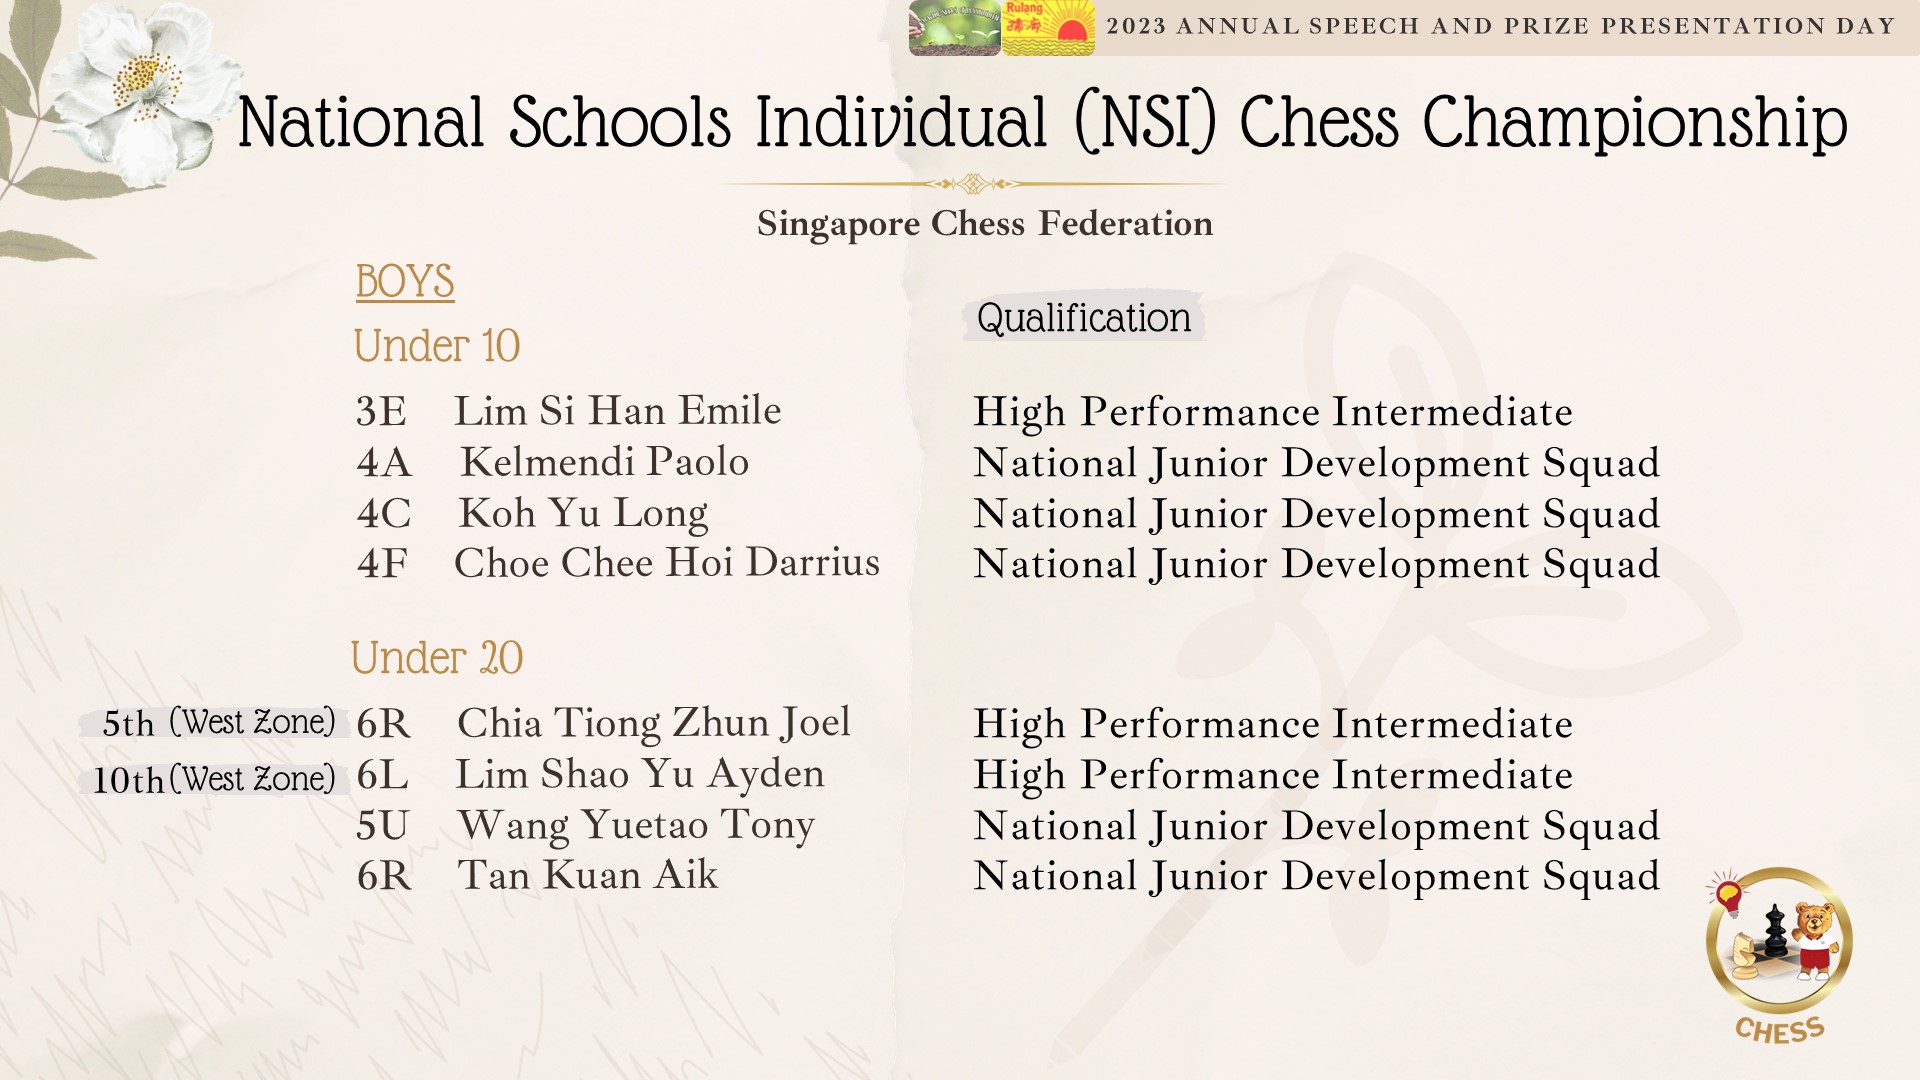 Rulang
2023 ANNUAL SPEECH AND PRIZE PRESENTATION DAY
National Schools Individual (NSI) Chess Championship
Singapore Chess Federation
BOYS
Qualification
Under 10
3E Lim Si Han Emile High Performance Intermediate
4A Kelmendi Paolo National Junior Development Squad
4C Koh Yu Long National Junior Development Squad
4F Choe Chee Hoi Darrius National Junior Development Squad
Under 20
5th (West Zone) 6R Chia Tiong Zhun Joel High Performance Intermediate
10th (West Zone) 6L Lim Shao Yu Ayden High Performance Intermediate
5U Wang Yuetao Tony National Junior Development Squad
6R Tan Kuan Aik National Junior Development Squad
CHESS